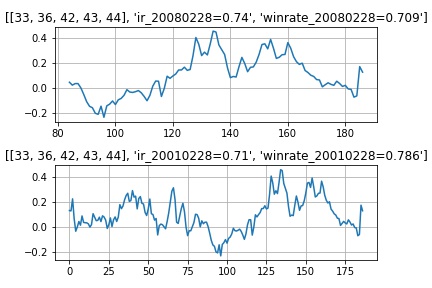 [[33, 36, 42, 43, 44], 'ir_20080228=0.74', 'winrate_20080228=0.709']
0.4
0.2
0.0
−0.2
80 100 120 140 160 180
[[33, 36, 42, 43, 44], 'ir_20010228=0.71', 'winrate_20010228=0.786']
0.4
0.2
0.0
−0.2
0 25 50 75 100 125 150 175